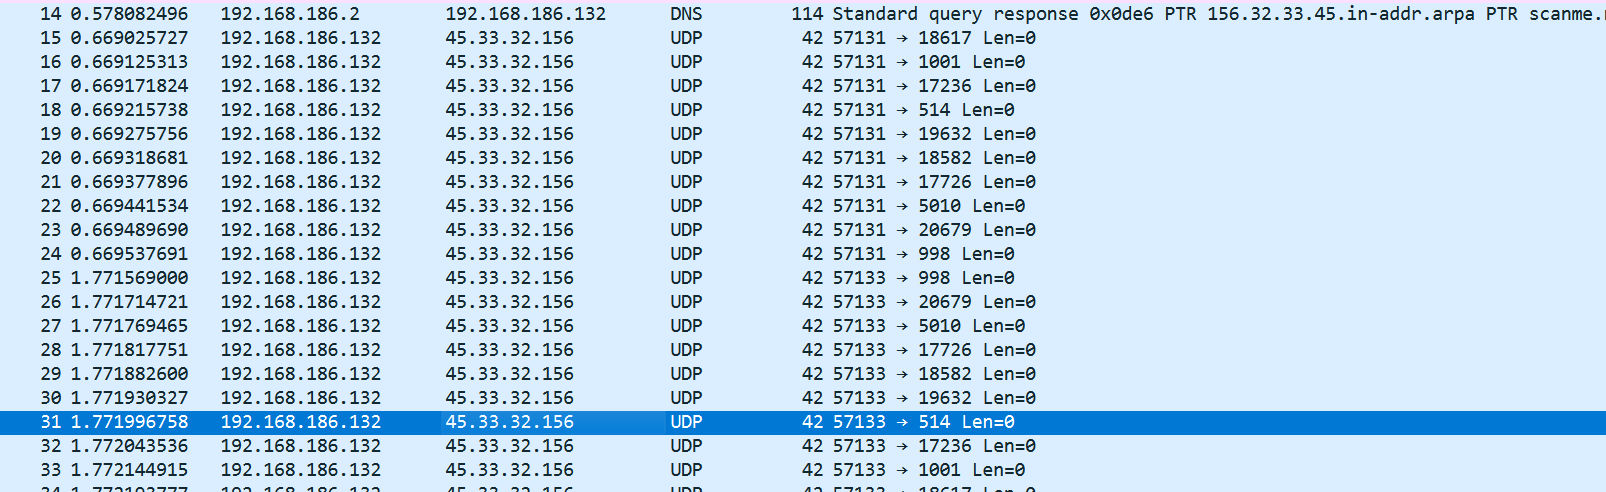 14 0.578082496 192.168.186.2 192.168.186.132 DNS 114 Standard query response 0x0de6 PTR 156.32.33.45.in-addr.arpa PTR scanme.
15 0.669025727 192.168.186.132 45.33.32.156 UDP 42 57131 → 18617 Len=0
16 0.669125313 192.168.186.132 45.33.32.156 UDP 42 57131 → 1001 Len=0
17 0.669171824 192.168.186.132 45.33.32.156 UDP 42 57131 → 17236 Len=0
18 0.669215738 192.168.186.132 45.33.32.156 UDP 42 57131 → 514 Len=0
19 0.669275756 192.168.186.132 45.33.32.156 UDP 42 57131 → 19632 Len=0
20 0.669318681 192.168.186.132 45.33.32.156 UDP 42 57131 → 18582 Len=0
21 0.669377896 192.168.186.132 45.33.32.156 UDP 42 57131 → 17726 Len=0
22 0.669441534 192.168.186.132 45.33.32.156 UDP 42 57131 → 5010 Len=0
23 0.669489690 192.168.186.132 45.33.32.156 UDP 42 57131 → 20679 Len=0
24 0.669537691 192.168.186.132 45.33.32.156 UDP 42 57131 → 998 Len=0
25 1.771569000 192.168.186.132 45.33.32.156 UDP 42 57133 → 998 Len=0
26 1.771714721 192.168.186.132 45.33.32.156 UDP 42 57133 → 20679 Len=0
27 1.771769465 192.168.186.132 45.33.32.156 UDP 42 57133 → 5010 Len=0
28 1.771817751 192.168.186.132 45.33.32.156 UDP 42 57133 → 17726 Len=0
29 1.771882600 192.168.186.132 45.33.32.156 UDP 42 57133 → 18582 Len=0
30 1.771930327 192.168.186.132 45.33.32.156 UDP 42 57133 → 19632 Len=0
31 1.771996758 192.168.186.132 45.33.32.156 UDP 42 57133 → 514 Len=0
32 1.772043536 192.168.186.132 45.33.32.156 UDP 42 57133 → 17236 Len=0
33 1.772144915 192.168.186.132 45.33.32.156 UDP 42 57133 → 1001 Len=0